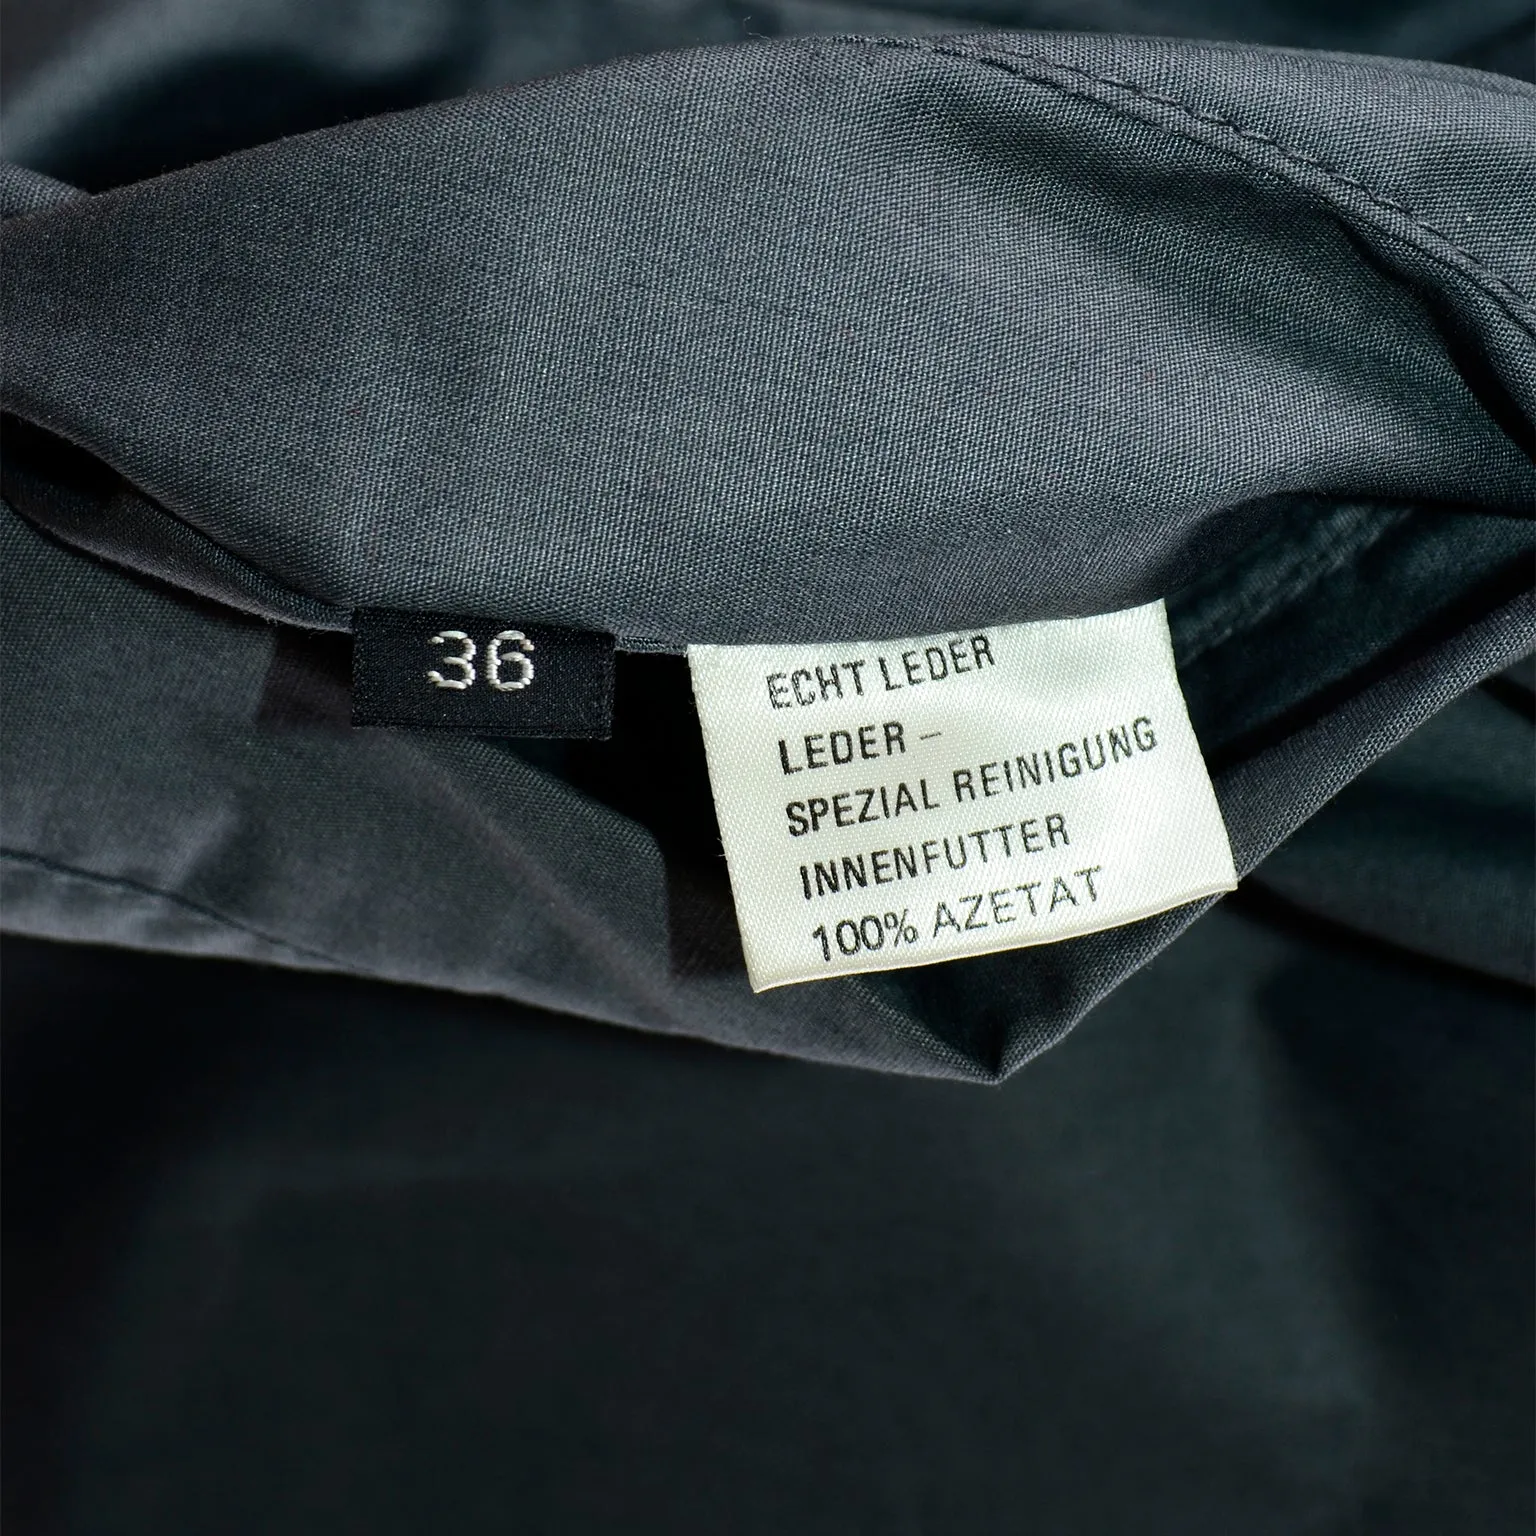 36
ECHT LEDER
LEDER –
SPEZIAL REINIGUNG
INNENFUTTER
100% AZETAT